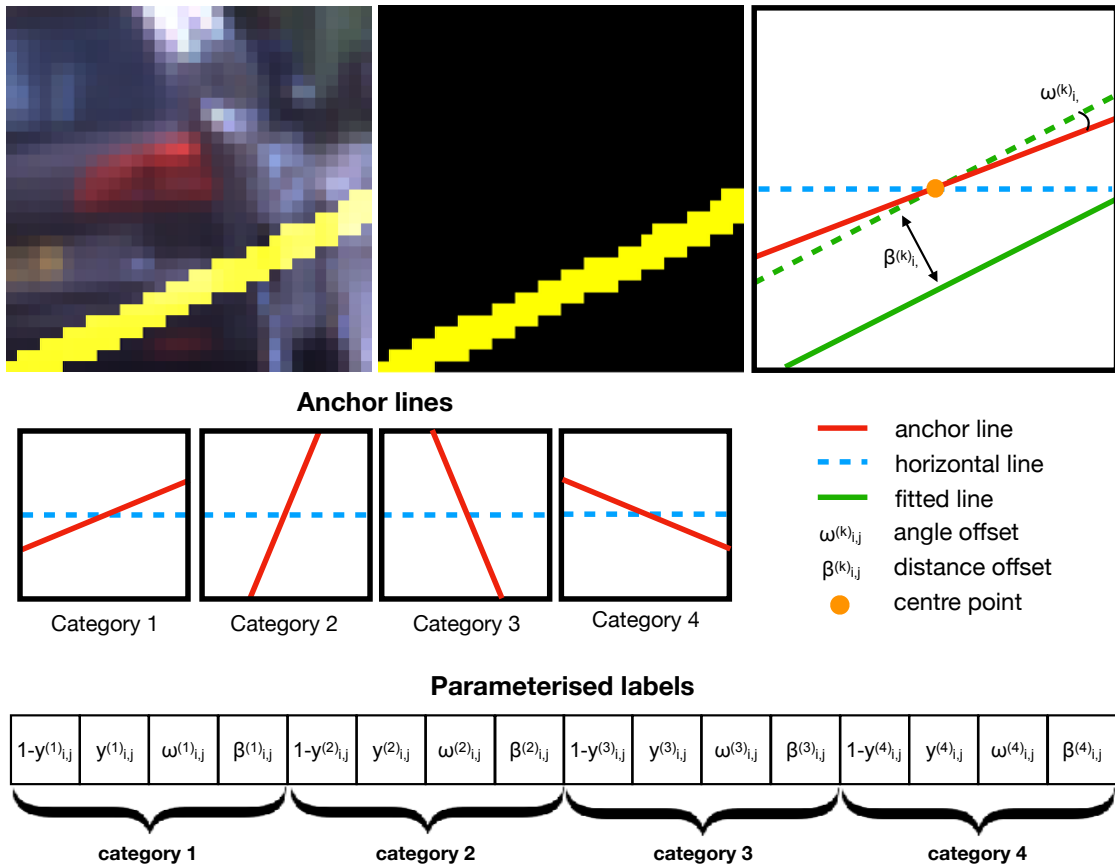 ω(k)i,
β(k)i,
Anchor lines
Category 1
Category 2
Category 3
Category 4
anchor line
horizontal line
fitted line
ω(k)i,j angle offset
β(k)i,j distance offset
centre point
Parameterised labels
1-y(1)i,j y(1)i,j ω(1)i,j β(1)i,j 1-y(2)i,j y(2)i,j ω(2)i,j β(2)i,j 1-y(3)i,j y(3)i,j ω(3)i,j β(3)i,j 1-y(4)i,j y(4)i,j ω(4)i,j β(4)i,j
category 1 category 2 category 3 category 4